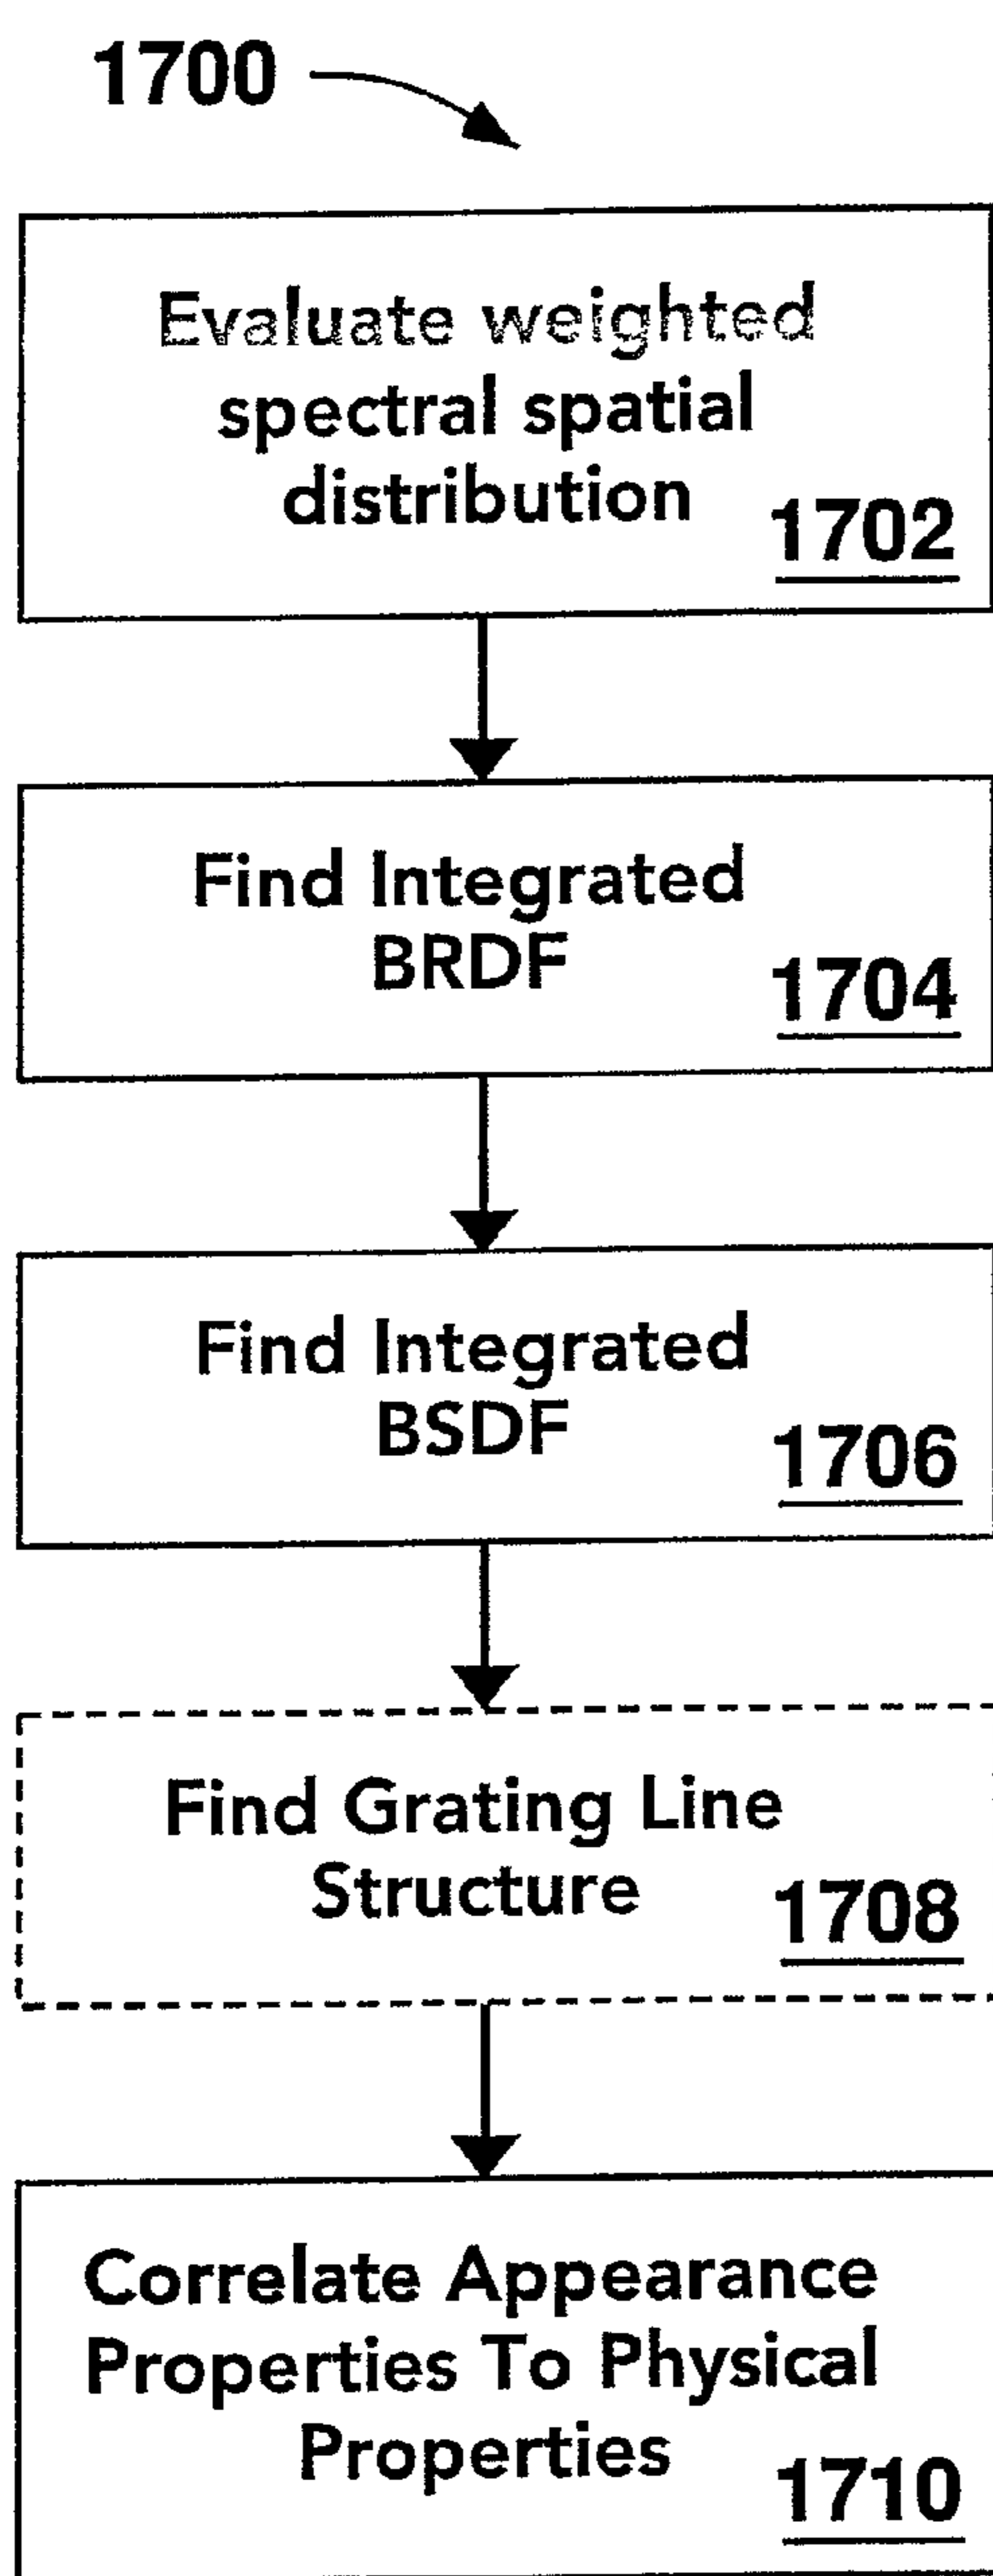 1700
Evaluate weighted
spectral spatial
distribution
1702
Find Integrated
BRDF
1704
Find Integrated
BSDF
1706
Find Grating Line
Structure
1708
Correlate Appearance
Properties To Physical
Properties
1710